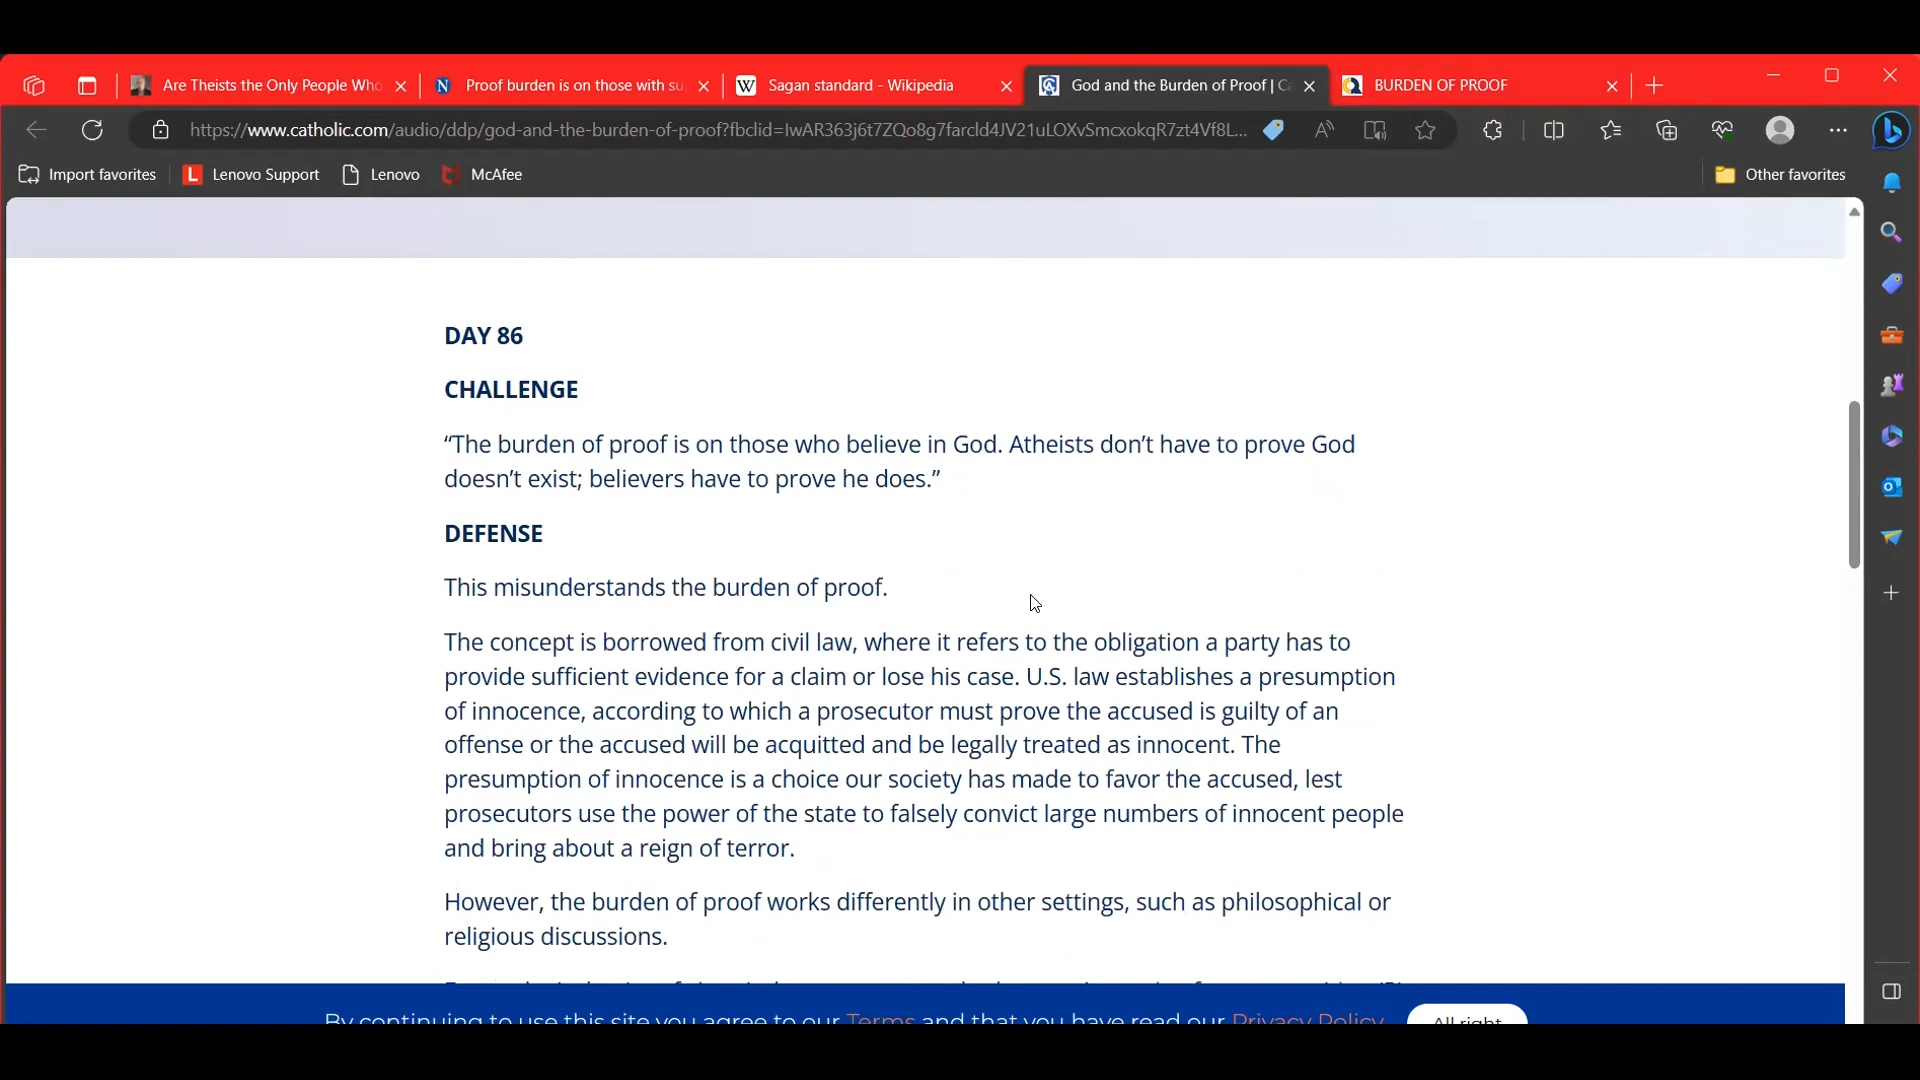 Are Theists the Only People Who
Proof burden is on those with su
Sagan standard - Wikipedia
God and the Burden of Proof | C
BURDEN OF PROOF
https://www.catholic.com/audio/ddp/god-and-the-burden-of-proof?fbclid=IwAR363j6t7ZQo8g7farcld4JV21uLOXvSmcxokqR7zt4Vf8L...
Import favorites
Lenovo Support
Lenovo
McAfee
Other favorites
DAY 86
CHALLENGE
“The burden of proof is on those who believe in God. Atheists don’t have to prove God
doesn’t exist; believers have to prove he does.”
DEFENSE
This misunderstands the burden of proof.
The concept is borrowed from civil law, where it refers to the obligation a party has to
provide sufficient evidence for a claim or lose his case. U.S. law establishes a presumption
of innocence, according to which a prosecutor must prove the accused is guilty of an
offense or the accused will be acquitted and be legally treated as innocent. The
presumption of innocence is a choice our society has made to favor the accused, lest
prosecutors use the power of the state to falsely convict large numbers of innocent people
and bring about a reign of terror.
However, the burden of proof works differently in other settings, such as philosophical or
religious discussions.
By continuing to use this site you agree to our Terms and that you have read our Privacy Policy.
All right